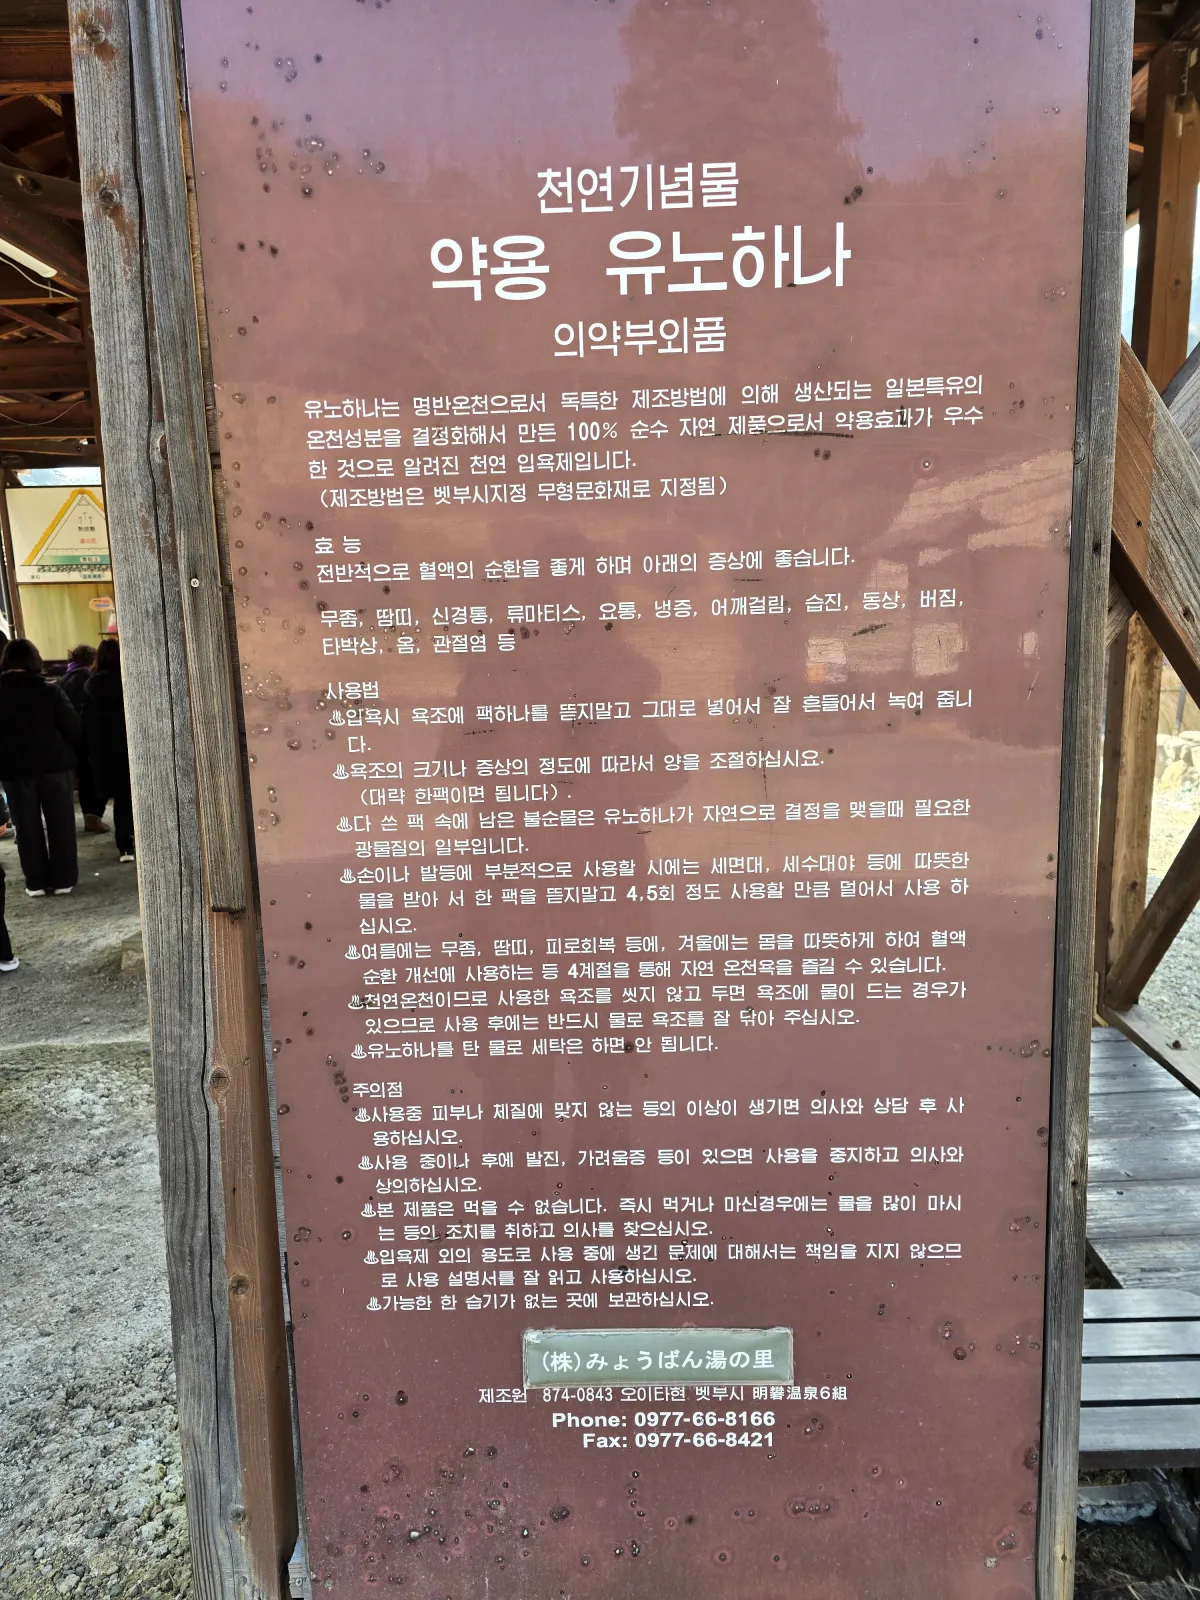 천연기념물
약용 유노하나
의약부외품
유노하나는 명반온천으로서 독특한 제조방법에 의해 생산되는 일본특유의
온천성분을 결정화해서 만든 100% 순수 자연 제품으로서 약용효과가 우수
한 것으로 알려진 천연 입욕제입니다.
(제조방법은 벳부시지정 무형문화재로 지정됨)
효 능
전반적으로 혈액의 순환을 좋게 하며 아래의 증상에 좋습니다.
무좀, 땀띠, 신경통, 류마티스, 요통, 냉증, 어깨걸림, 습진, 동상, 버짐,
타박상, 옴, 관절염 등
사용법
♨입욕시 욕조에 팩하나를 뜯지말고 그대로 넣어서 잘 흔들어서 녹여 줍니
다.
♨욕조의 크기나 증상의 정도에 따라서 양을 조절하십시요.
(대략 한팩이면 됩니다).
♨다 쓴 팩 속에 남은 불순물은 유노하나가 자연으로 결정을 맺을때 필요한
광물질의 일부입니다.
♨손이나 발등에 부분적으로 사용할 시에는 세면대, 세수대야 등에 따뜻한
물을 받아 서 한 팩을 뜯지말고 4,5회 정도 사용할 만큼 덜어서 사용 하
십시오.
♨여름에는 무좀, 땀띠, 피로회복 등에, 겨울에는 몸을 따뜻하게 하여 혈액
순환 개선에 사용하는 등 4계절을 통해 자연 온천욕을 즐길 수 있습니다.
♨천연온천이므로 사용한 욕조를 씻지 않고 두면 욕조에 물이 드는 경우가
있으므로 사용 후에는 반드시 물로 욕조를 잘 닦아 주십시오.
♨유노하나를 탄 물로 세탁은 하면 안 됩니다.
주의점
♨사용중 피부나 체질에 맞지 않는 등의 이상이 생기면 의사와 상담 후 사
용하십시오.
♨사용 중이나 후에 발진, 가려움증 등이 있으면 사용을 중지하고 의사와
상의하십시오.
♨본 제품은 먹을 수 없습니다. 즉시 먹거나 마신경우에는 물을 많이 마시
는 등의 조치를 취하고 의사를 찾으십시오.
♨입욕제 외의 용도로 사용 중에 생긴 문제에 대해서는 책임을 지지 않으므
로 사용 설명서를 잘 읽고 사용하십시오.
♨가능한 한 습기가 없는 곳에 보관하십시오.
(株)みょうばん湯の里
제조원 874-0843 오이타현 벳부시 明礬温泉6組
Phone: 0977-66-8166
Fax: 0977-66-8421